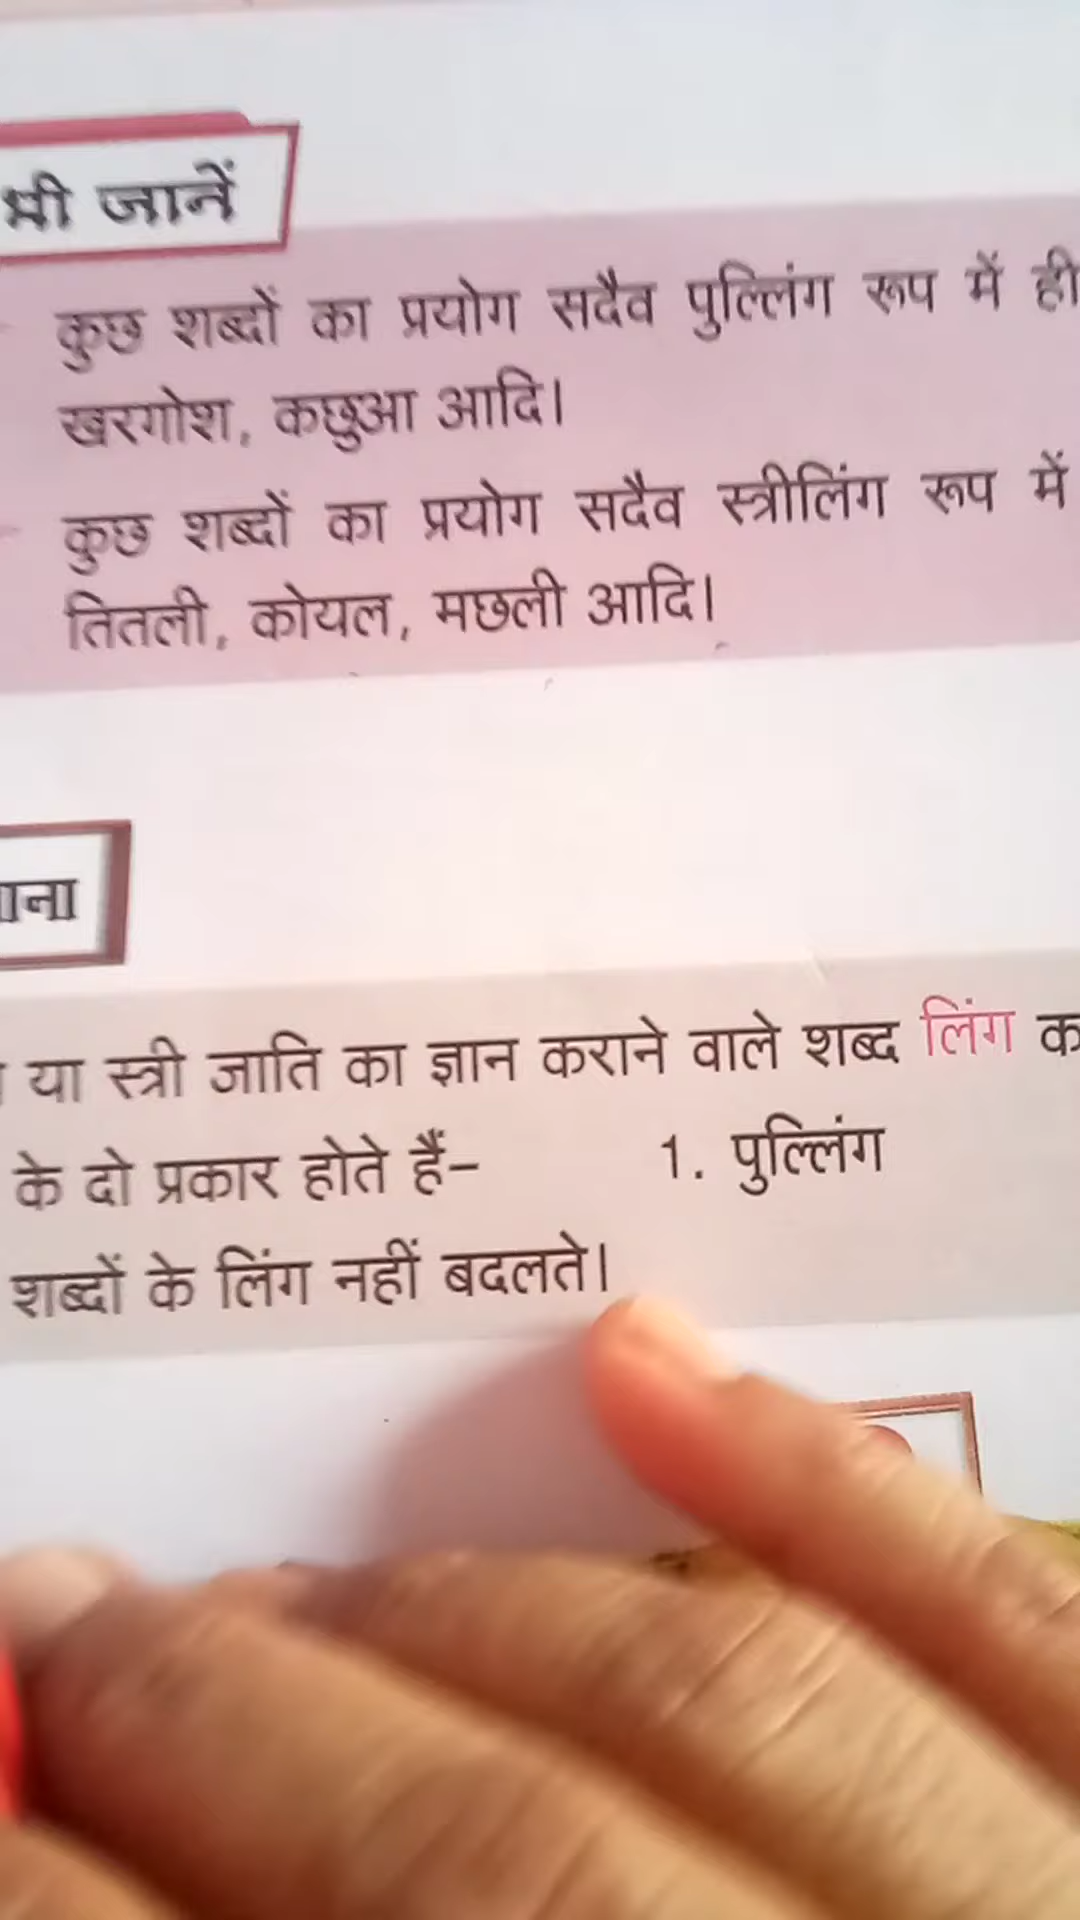 भी जानें
कुछ शब्दों का प्रयोग सदैव पुल्लिंग रूप में ही
खरगोश, कछुआ आदि।
कुछ शब्दों का प्रयोग सदैव स्त्रीलिंग रूप में
तितली, कोयल, मछली आदि।
या स्त्री जाति का ज्ञान कराने वाले शब्द लिंग
के दो प्रकार होते हैं– 1. पुल्लिंग
शब्दों के लिंग नहीं बदलते।